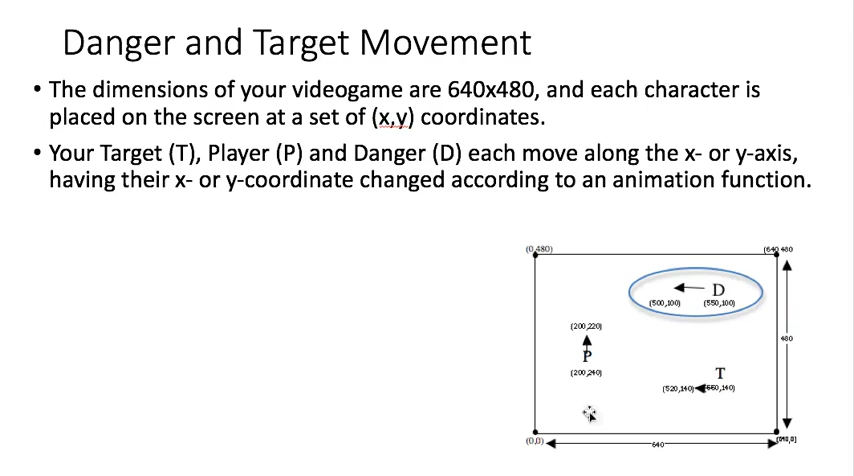 Danger and Target Movement
• The dimensions of your videogame are 640x480, and each character is
placed on the screen at a set of (x,y) coordinates.
• Your Target (T), Player (P) and Danger (D) each move along the x- or y-axis,
having their x- or y-coordinate changed according to an animation function.
(0,480)
(640,480
D
(500,100)
(550,100)
(200,220)
480
P
(200,240)
T
(520,140)
(560,140)
(0,0)
640